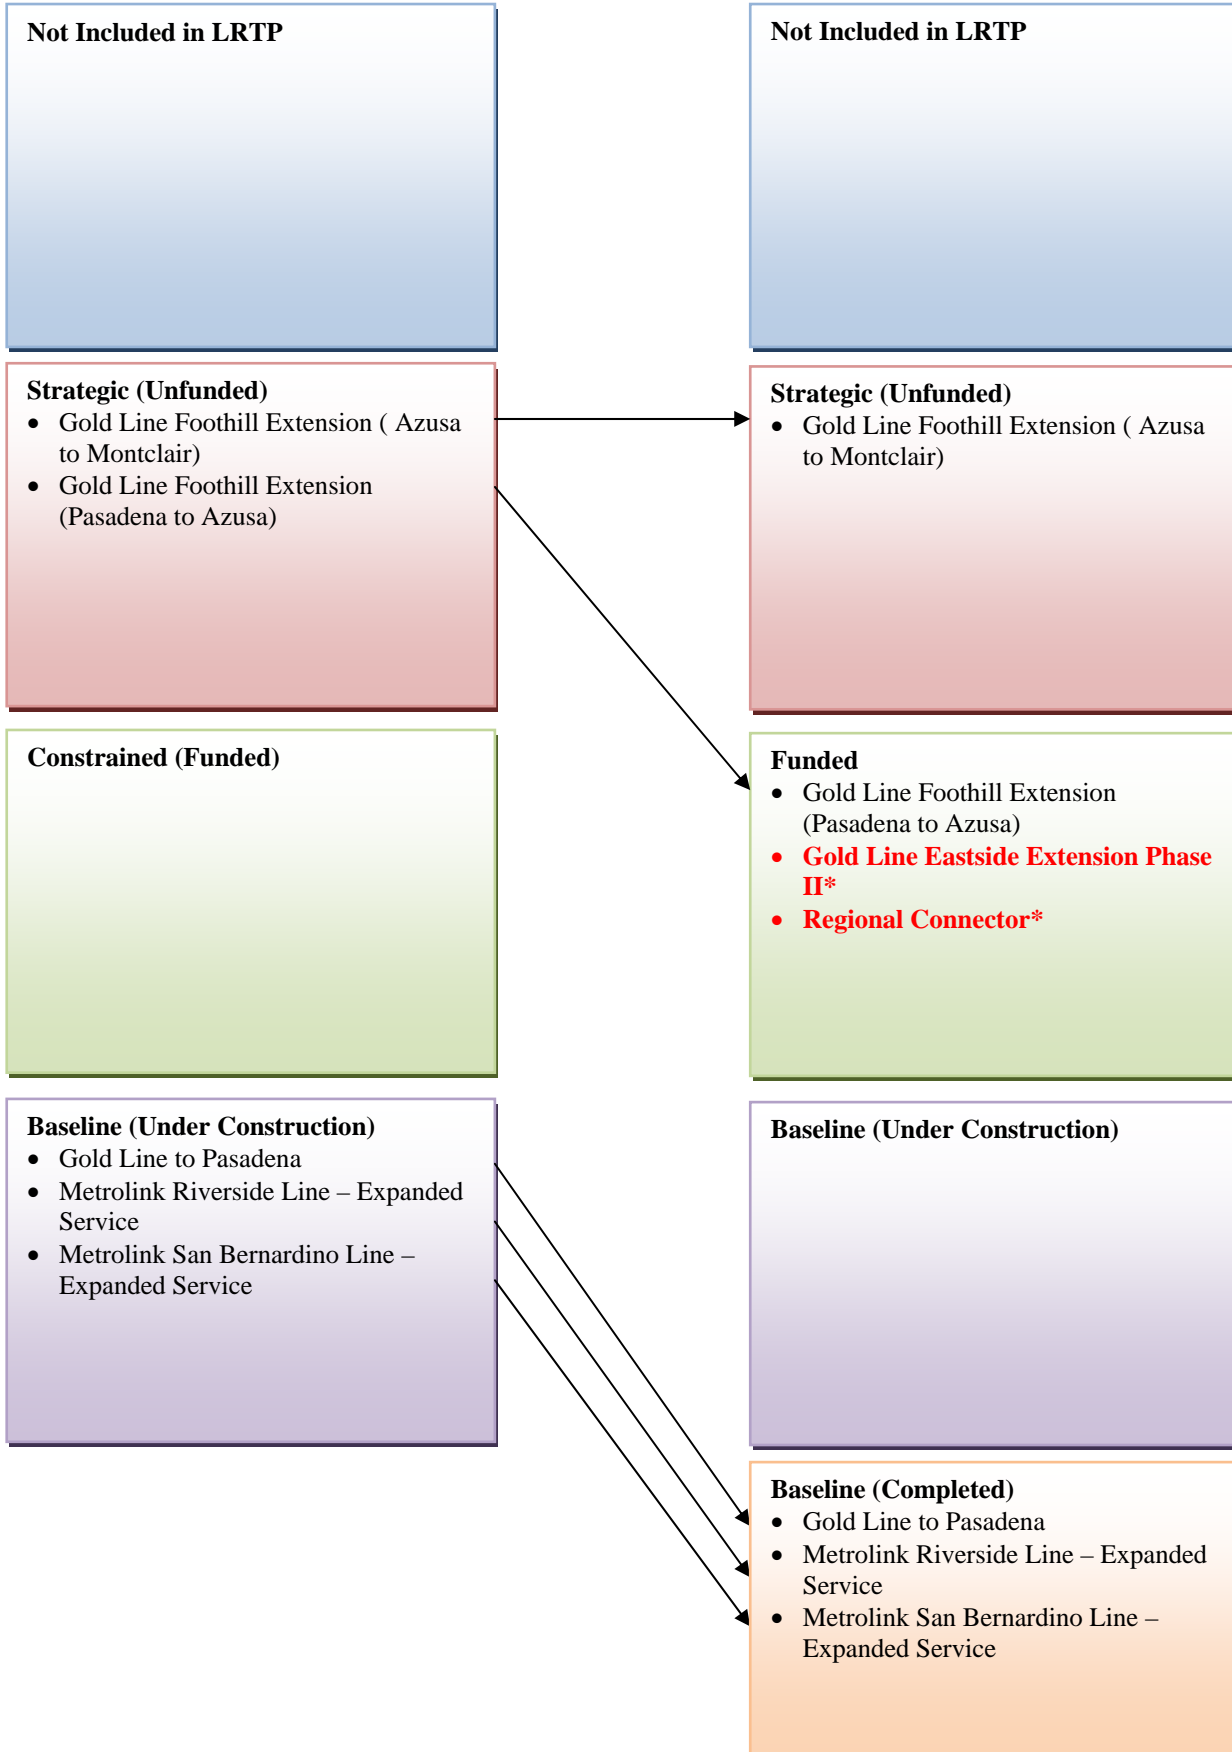 Not Included in LRTP
Strategic (Unfunded)
• Gold Line Foothill Extension ( Azusa
to Montclair)
• Gold Line Foothill Extension
(Pasadena to Azusa)
Constrained (Funded)
Baseline (Under Construction)
• Gold Line to Pasadena
• Metrolink Riverside Line – Expanded
Service
• Metrolink San Bernardino Line –
Expanded Service
Not Included in LRTP
Strategic (Unfunded)
• Gold Line Foothill Extension ( Azusa
to Montclair)
Funded
• Gold Line Foothill Extension
(Pasadena to Azusa)
• Gold Line Eastside Extension Phase
II*
• Regional Connector*
Baseline (Under Construction)
Baseline (Completed)
• Gold Line to Pasadena
• Metrolink Riverside Line – Expanded
Service
• Metrolink San Bernardino Line –
Expanded Service